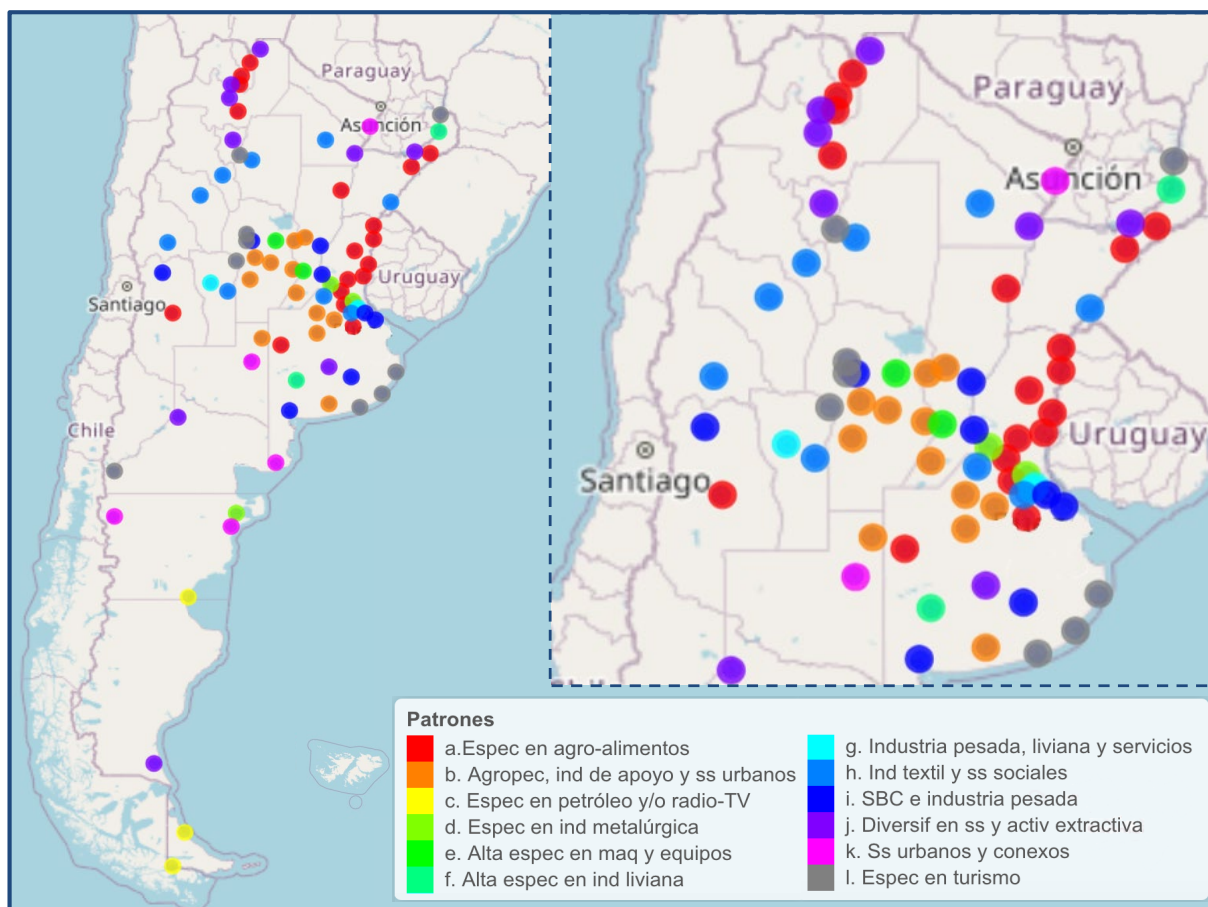 Paraguay
Asunción
Uruguay
Santiago
Chile
Paraguay
Asunción
Uruguay
Santiago
Patrones
a.Espec en agro-alimentos
b. Agropec, ind de apoyo y ss urbanos
c. Espec en petróleo y/o radio-TV
d. Espec en ind metalúrgica
e. Alta espec en maq y equipos
f. Alta espec en ind liviana
g. Industria pesada, liviana y servicios
h. Ind textil y ss sociales
i. SBC e industria pesada
j. Diversif en ss y activ extractiva
k. Ss urbanos y conexos
l. Espec en turismo